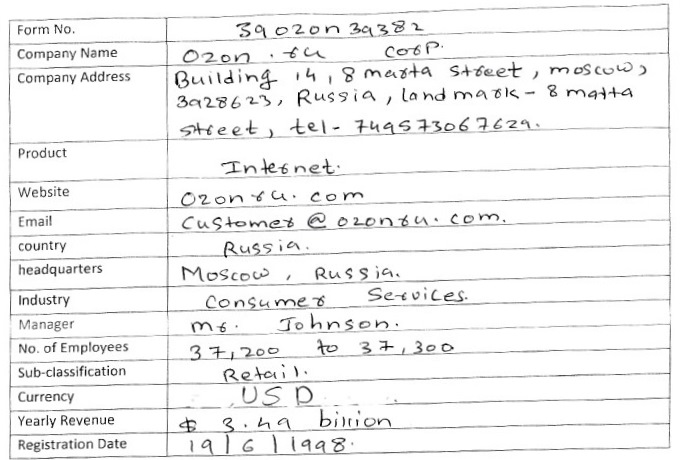 Form No. 39ozon39382
Company Name Ozon.ru corp.
Company Address Building 14, 8 marta street, moscow,
3928623, Russia, landmark - 8 matta
street, tel- 749573067629.
Product Internet.
Website Ozonru.com
Email Customer@ozonru.com.
country Russia.
headquarters Moscow, Russia.
Industry Consumer Services.
Manager mr. Johnson.
No. of Employees 37,200 to 37,300
Sub-classification Retail.
Currency USD
Yearly Revenue $ 3.49 billion
Registration Date 19/6/1998.